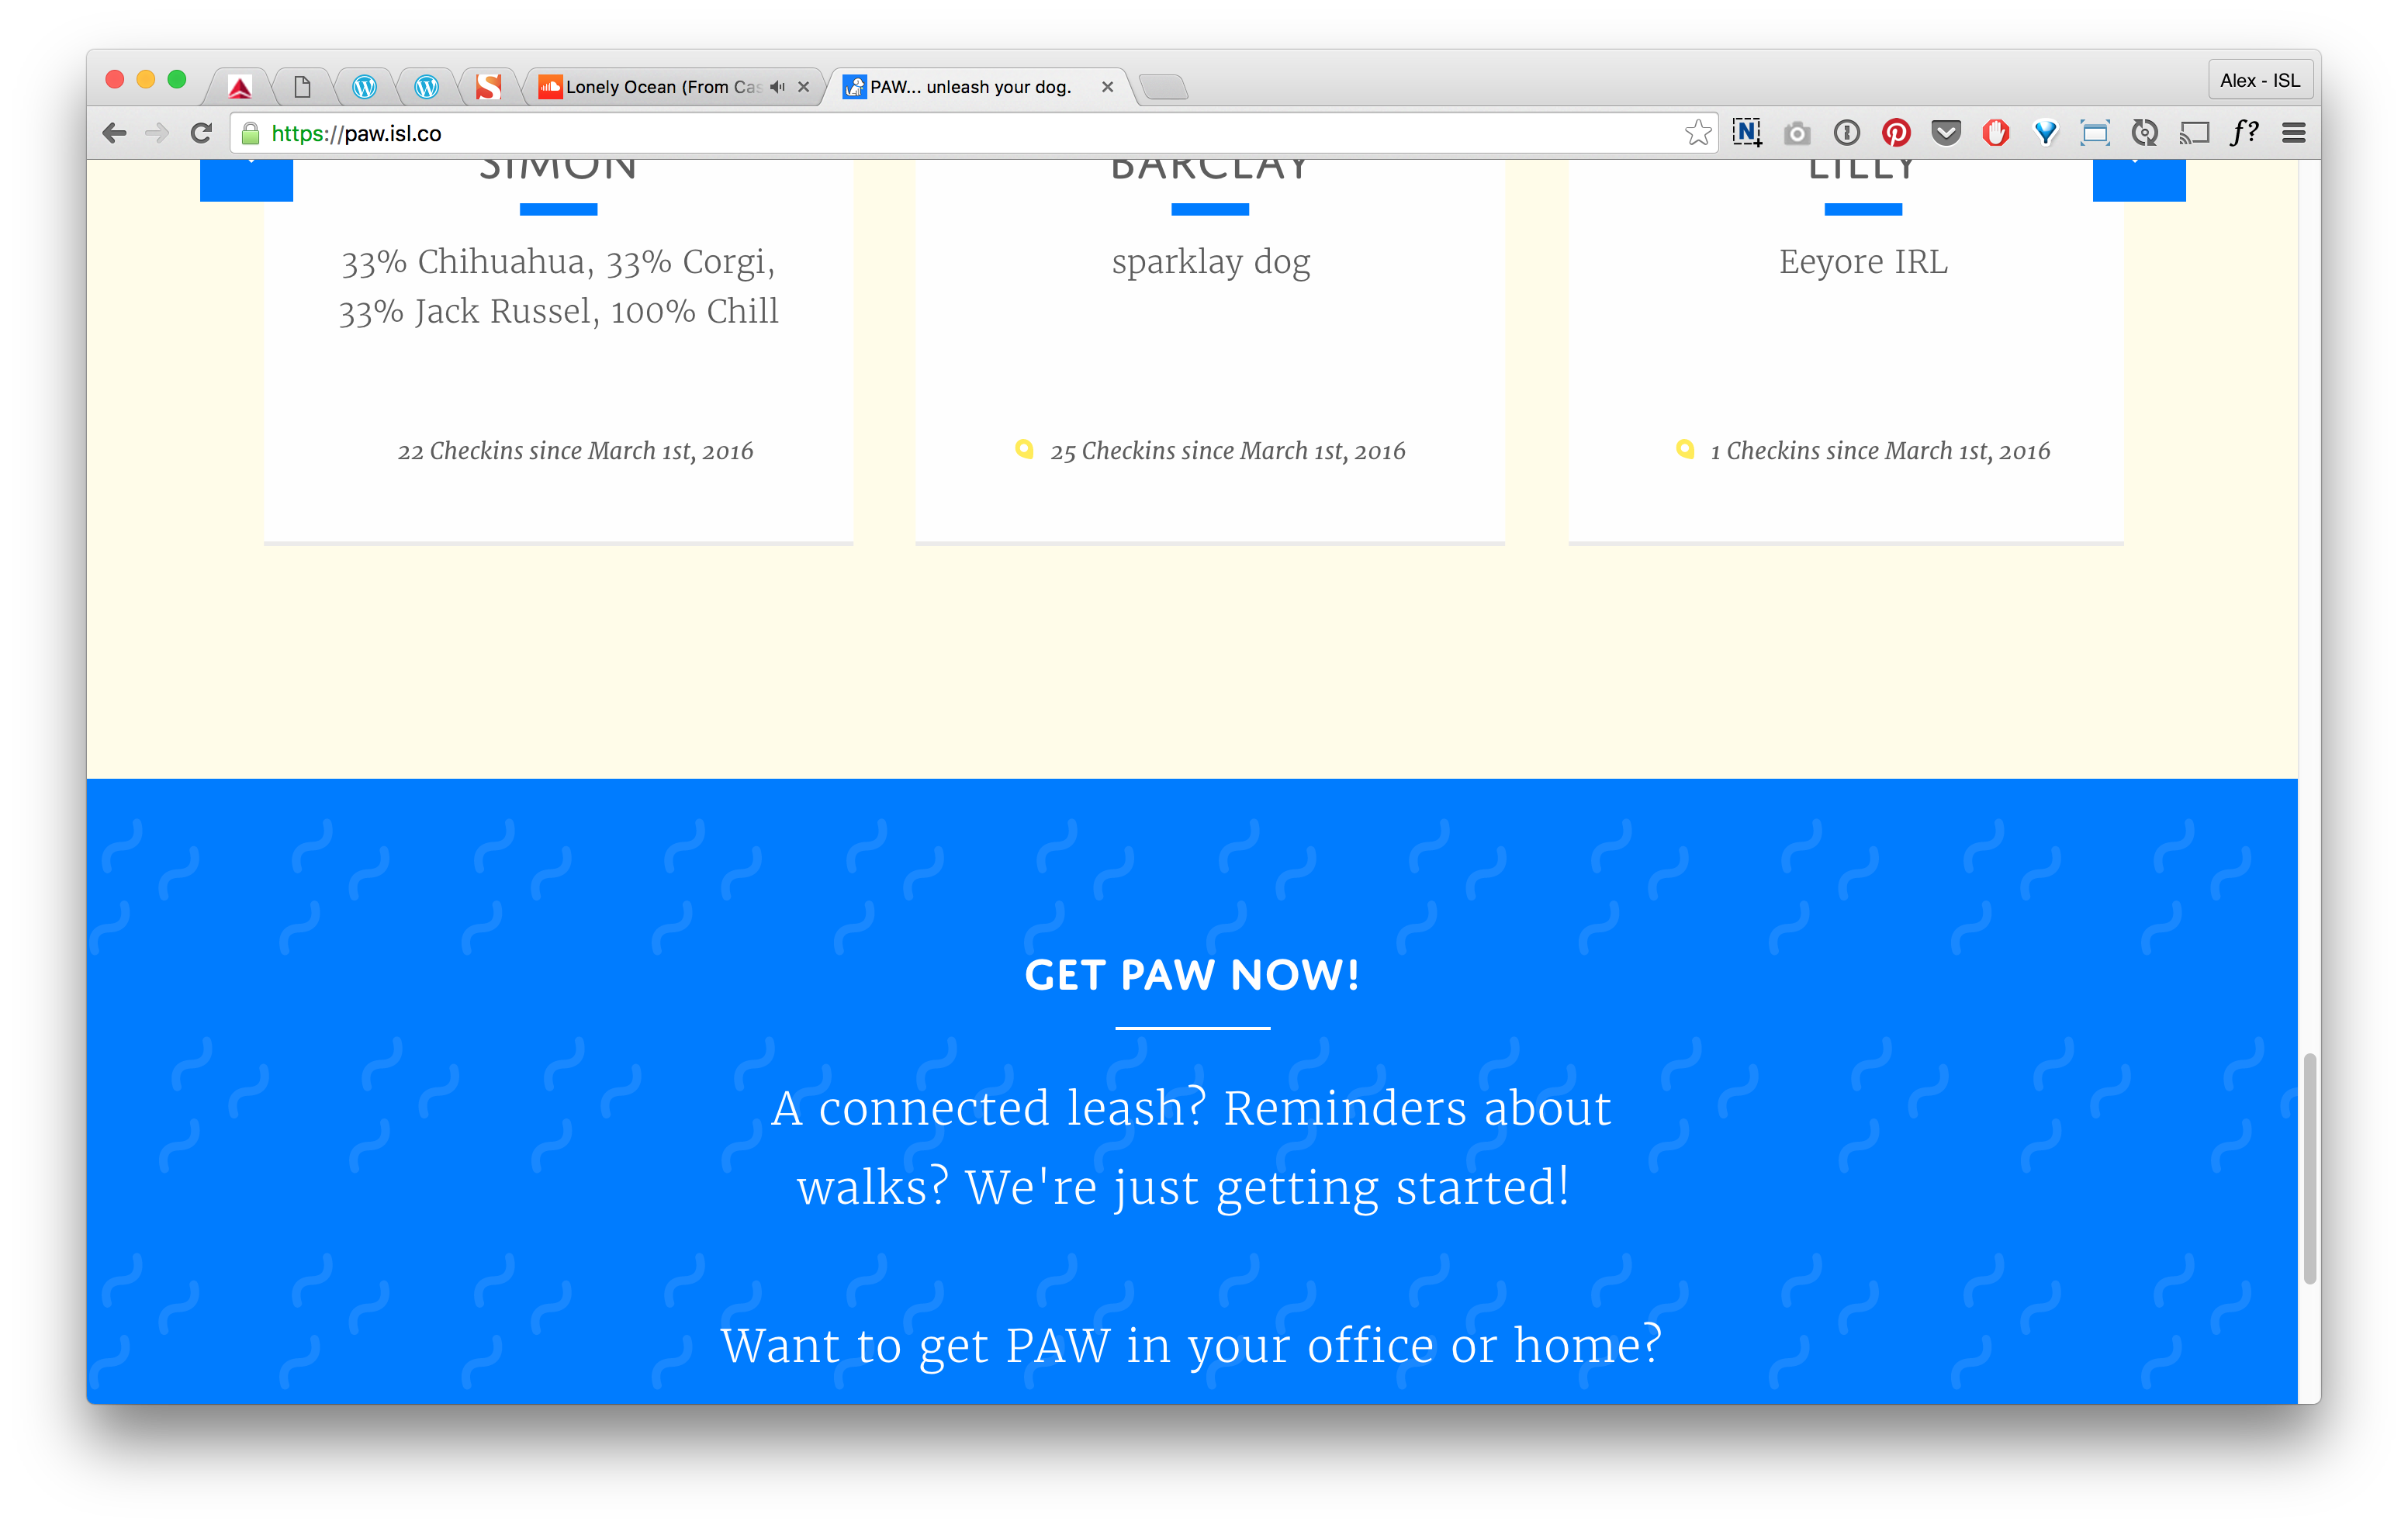 Lonely Ocean (From Cas
PAW... unleash your dog.
Alex - ISL
https://paw.isl.co
f?
SIMON
33% Chihuahua, 33% Corgi,
33% Jack Russel, 100% Chill
22 Checkins since March 1st, 2016
BARCLAY
sparklay dog
25 Checkins since March 1st, 2016
LILLY
Eeyore IRL
1 Checkins since March 1st, 2016
GET PAW NOW!
A connected leash? Reminders about
walks? We're just getting started!
Want to get PAW in your office or home?